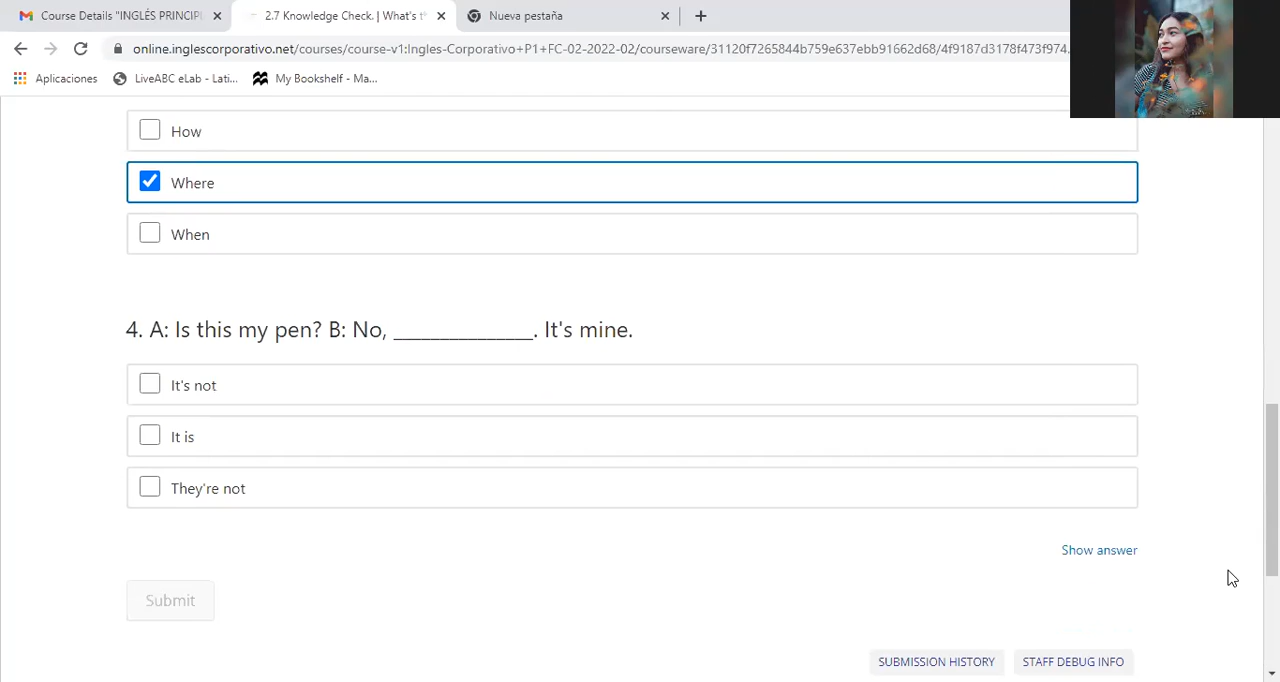 Course Details "INGLÉS PRINCIPI
2.7 Knowledge Check. | What's t
Nueva pestaña
online.inglescorporativo.net/courses/course-v1:Ingles-Corporativo+P1+FC-02-2022-02/courseware/31120f7265844b759e637ebb91662d68/4f9187d3178f473f974.
Aplicaciones
LiveABC eLab - Lati...
My Bookshelf - Ma...
How
Where
When
4. A: Is this my pen? B: No, _______________. It's mine.
It's not
It is
They're not
Show answer
Submit
SUBMISSION HISTORY
STAFF DEBUG INFO